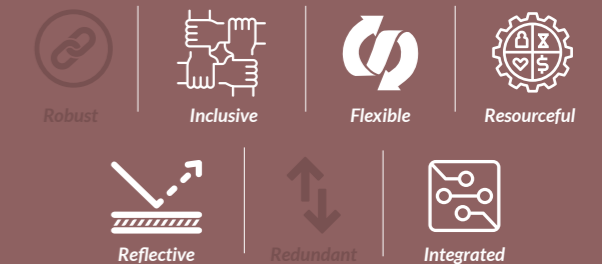 Robust
Inclusive
Flexible
Resourceful
$
Reflective
Redundant
Integrated